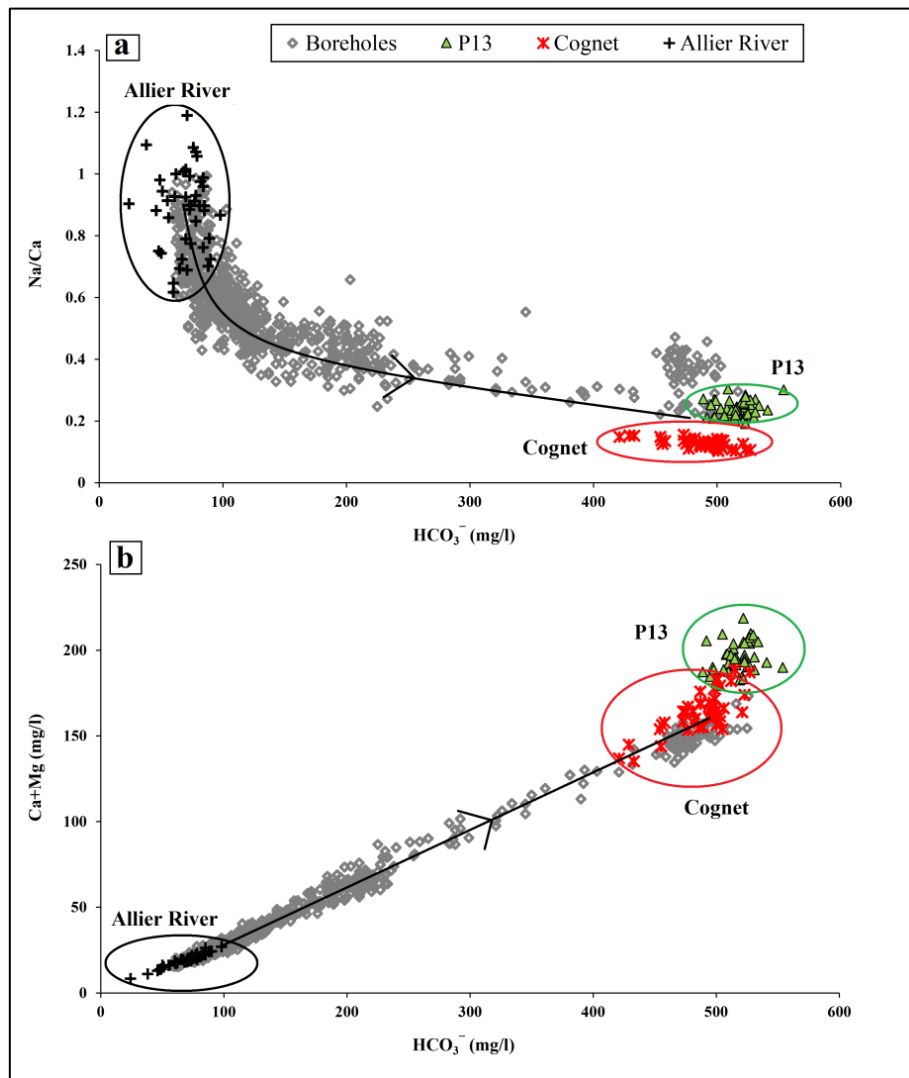 a
Boreholes P13 Cognet Allier River
1.4
1.2
1
0.8
0.6
0.4
0.2
0
Na/Ca
Allier River
P13
Cognet
0 100 200 300 400 500 600
HCO₃⁻ (mg/l)
b
250
200
150
100
50
0
Ca+Mg (mg/l)
P13
Cognet
Allier River
0 100 200 300 400 500 600
HCO₃⁻ (mg/l)